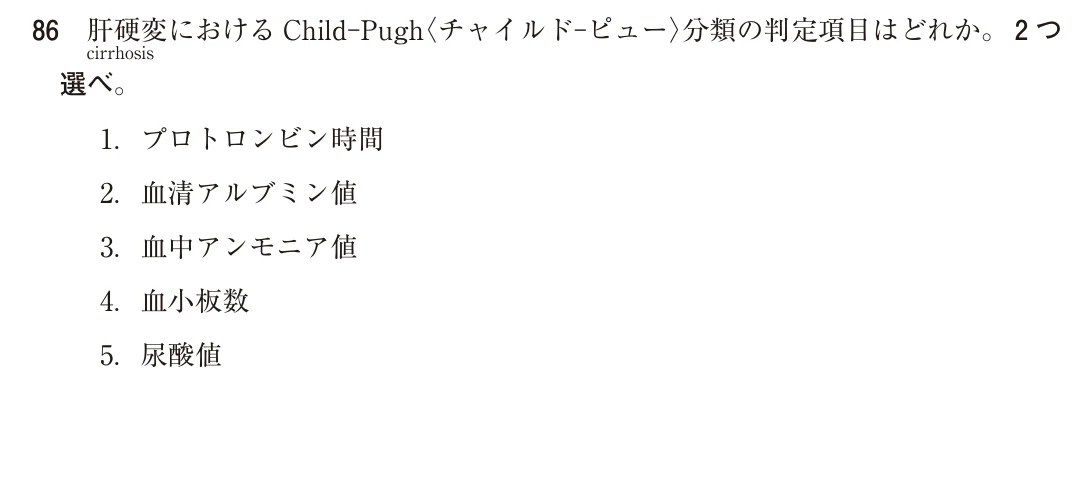 86 肝硬変における Child-Pugh〈チャイルド-ピュー〉分類の判定項目はどれか。2つ
cirrhosis
選べ。
1. プロトロンビン時間
2. 血清アルブミン値
3. 血中アンモニア値
4. 血小板数
5. 尿酸値